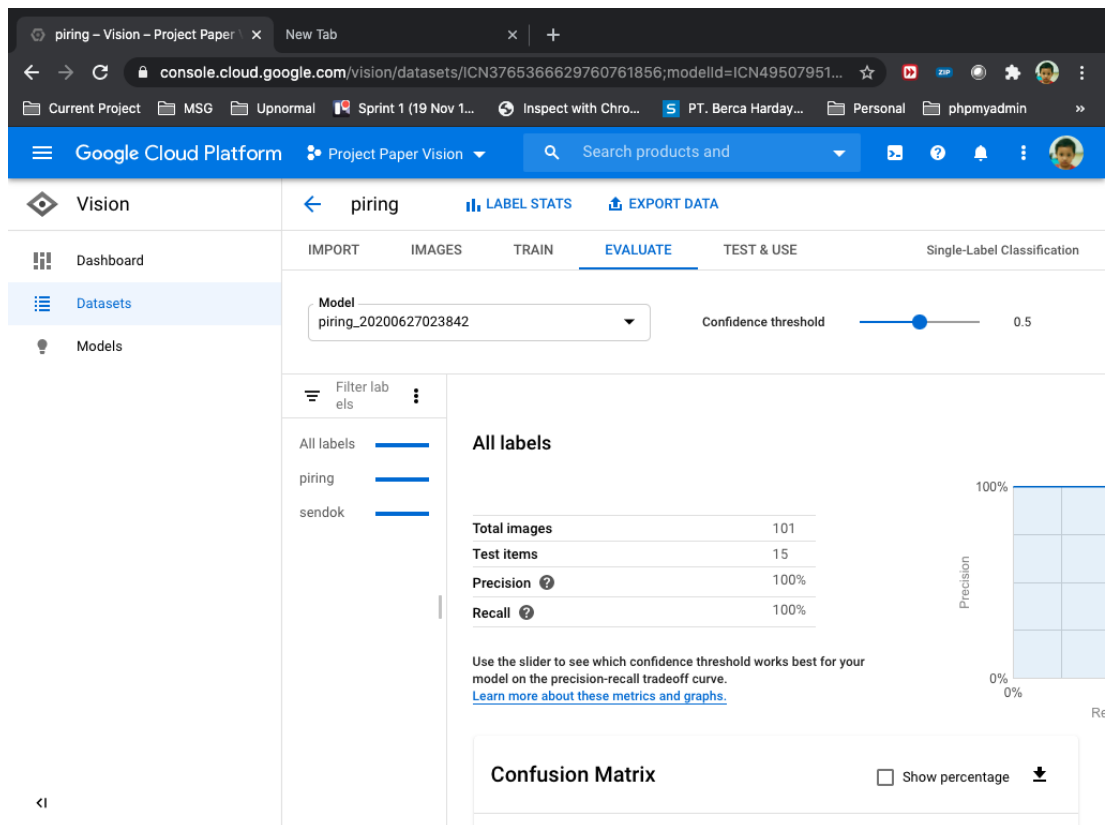 piring – Vision – Project Paper V
New Tab
console.cloud.google.com/vision/datasets/ICN3765366629760761856;modelId=ICN49507951...
ZIP
Current Project
MSG
Upnormal
Sprint 1 (19 Nov 1...
Inspect with Chro...
S
PT. Berca Harday...
Personal
phpmyadmin
»
Google Cloud Platform
Project Paper Vision
Search products and
Vision
piring
LABEL STATS
EXPORT DATA
IMPORT
IMAGES
TRAIN
EVALUATE
TEST & USE
Single-Label Classification
Dashboard
Datasets
Models
Model
piring_20200627023842
Confidence threshold
0.5
Filter lab
els
All labels
piring
sendok
All labels
Total images 101
Test items 15
Precision 100%
Recall 100%
Use the slider to see which confidence threshold works best for your
model on the precision-recall tradeoff curve.
Learn more about these metrics and graphs.
100%
Precision
0%
0%
Re
Confusion Matrix
Show percentage